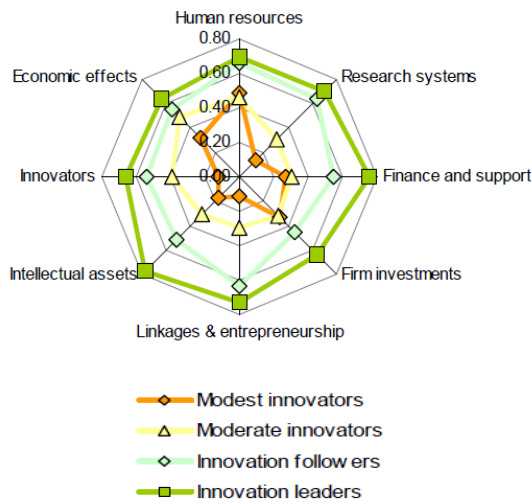 Human resources
0.80
0.60
0.40
0.20
0.00
Economic effects
Research systems
Innovators
Finance and support
Intellectual assets
Firm investments
Linkages & entrepreneurship
Modest innovators
Moderate innovators
Innovation followers
Innovation leaders